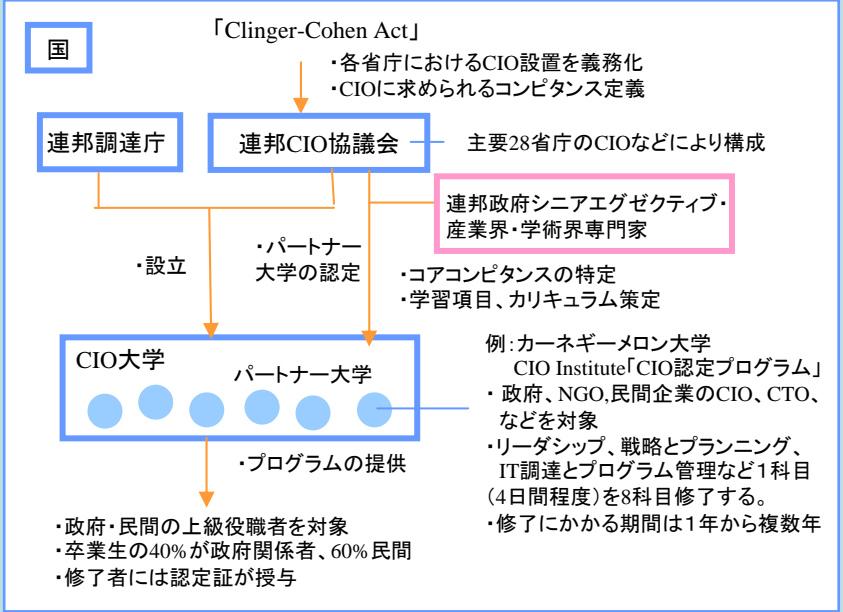 国
「Clinger-Cohen Act」
・各省庁におけるCIO設置を義務化
・CIOに求められるコンピタンス定義
連邦調達庁
連邦CIO協議会
主要28省庁のCIOなどにより構成
連邦政府シニアエグゼクティブ・
産業界・学術界専門家
・設立
・パートナー
大学の認定
・コアコンピタンスの特定
・学習項目、カリキュラム策定
CIO大学
パートナー大学
例：カーネギーメロン大学
CIO Institute「CIO認定プログラム」
・ 政府、NGO,民間企業のCIO、CTO、
などを対象
・リーダシップ、戦略とプランニング、
IT調達とプログラム管理など１科目
（4日間程度）を8科目修了する。
・修了にかかる期間は１年から複数年
・プログラムの提供
・政府・民間の上級役職者を対象
・卒業生の40%が政府関係者、60%民間
・修了者には認定証が授与